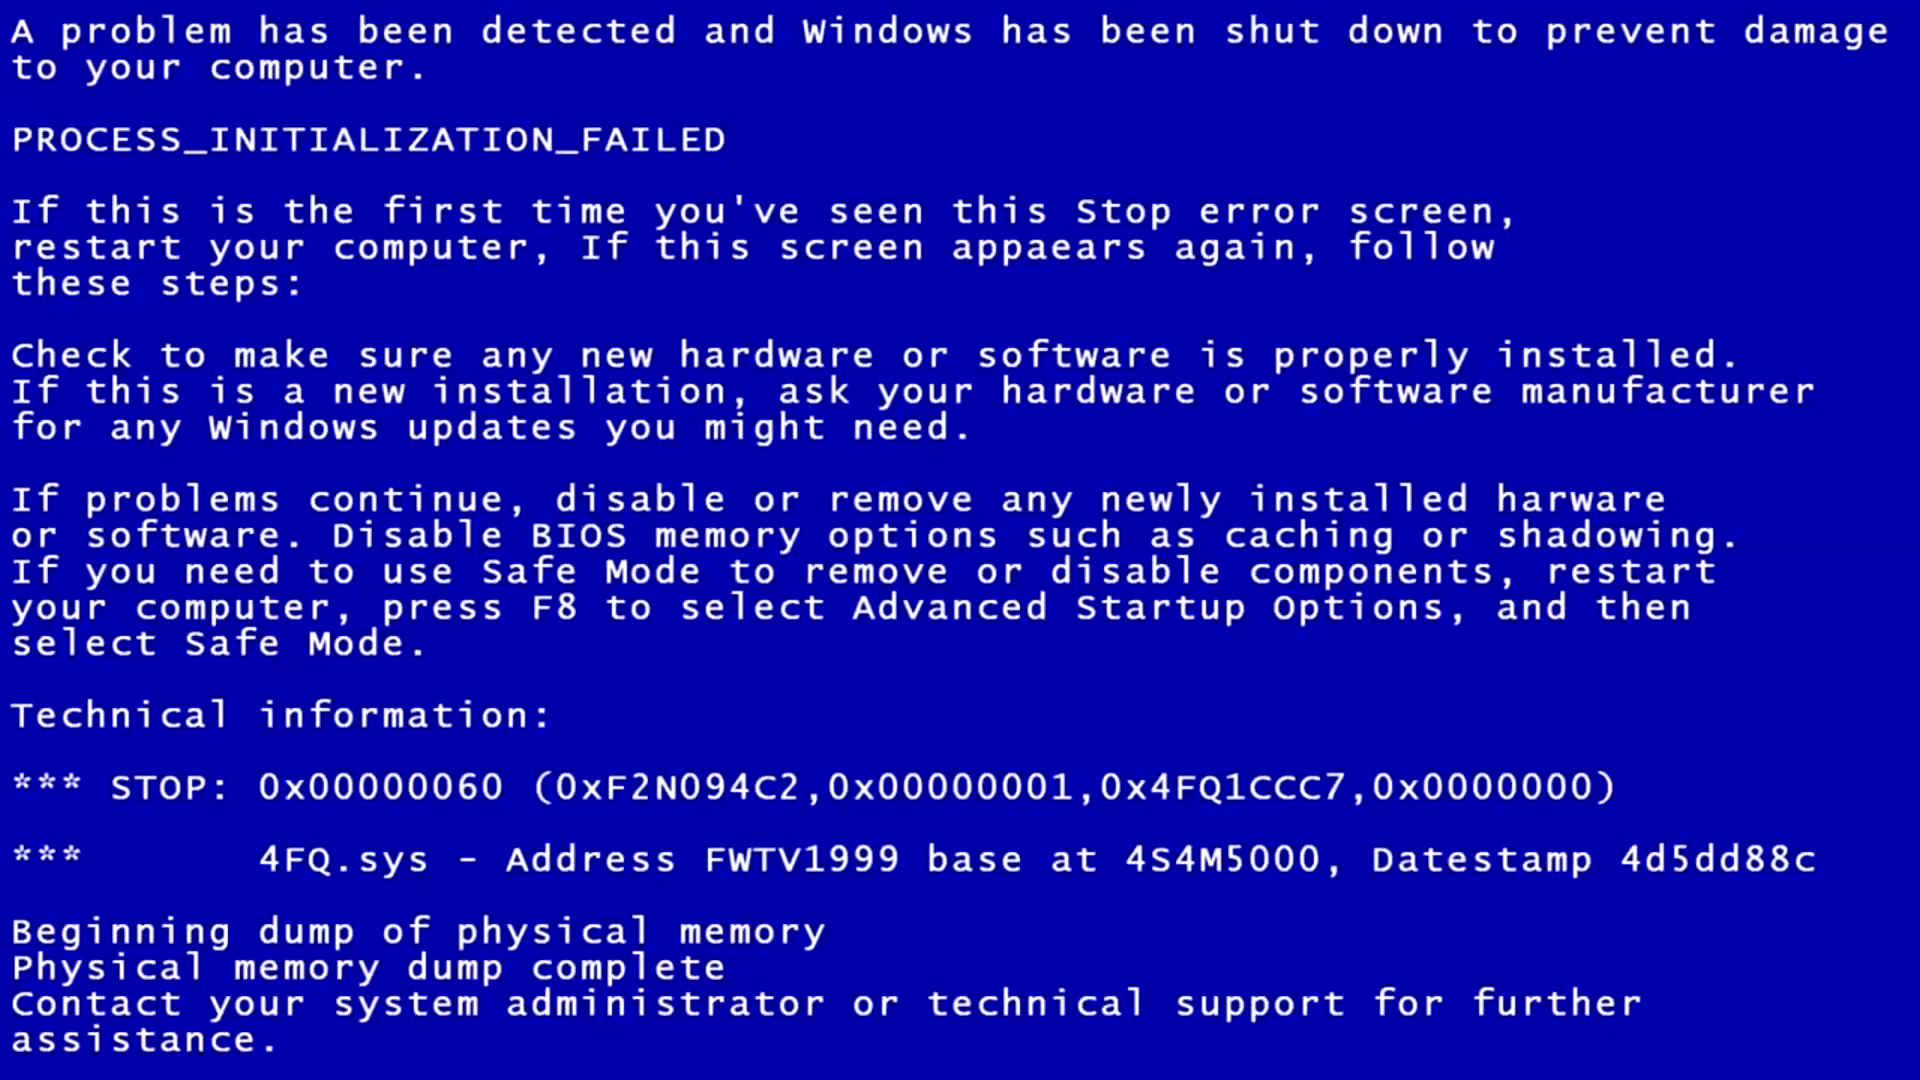 A problem has been detected and Windows has been shut down to prevent damage
to your computer.
PROCESS_INITIALIZATION_FAILED
If this is the first time you've seen this Stop error screen,
restart your computer, If this screen appaears again, follow
these steps:
Check to make sure any new hardware or software is properly installed.
If this is a new installation, ask your hardware or software manufacturer
for any Windows updates you might need.
If problems continue, disable or remove any newly installed harware
or software. Disable BIOS memory options such as caching or shadowing.
If you need to use Safe Mode to remove or disable components, restart
your computer, press F8 to select Advanced Startup Options, and then
select Safe Mode.
Technical information:
*** STOP: 0x00000060 (0xF2N094C2,0x00000001,0x4FQ1CCC7,0x0000000)
*** 4FQ.sys - Address FWTV1999 base at 4S4M5000, Datestamp 4d5dd88c
Beginning dump of physical memory
Physical memory dump complete
Contact your system administrator or technical support for further
assistance.